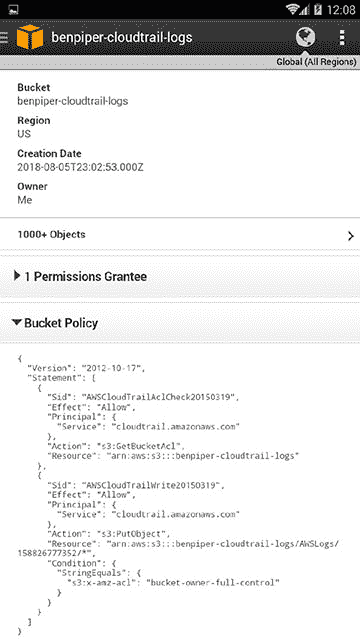 12:08
benpiper-cloudtrail-logs
Global (All Regions)
Bucket
benpiper-cloudtrail-logs
Region
US
Creation Date
2018-08-05T23:02:53.000Z
Owner
Me
1000+ Objects
1 Permissions Grantee
Bucket Policy
{
  "Version": "2012-10-17",
  "Statement": [
    {
      "Sid": "AWSCloudTrailAclCheck20150319",
      "Effect": "Allow",
      "Principal": {
        "Service": "cloudtrail.amazonaws.com"
      },
      "Action": "s3:GetBucketAcl",
      "Resource": "arn:aws:s3:::benpiper-cloudtrail-logs"
    },
    {
      "Sid": "AWSCloudTrailWrite20150319",
      "Effect": "Allow",
      "Principal": {
        "Service": "cloudtrail.amazonaws.com"
      },
      "Action": "s3:PutObject",
      "Resource": "arn:aws:s3:::benpiper-cloudtrail-logs/AWSLogs/
158826777352/*",
      "Condition": {
        "StringEquals": {
          "s3:x-amz-acl": "bucket-owner-full-control"
        }
      }
    }
  ]
}